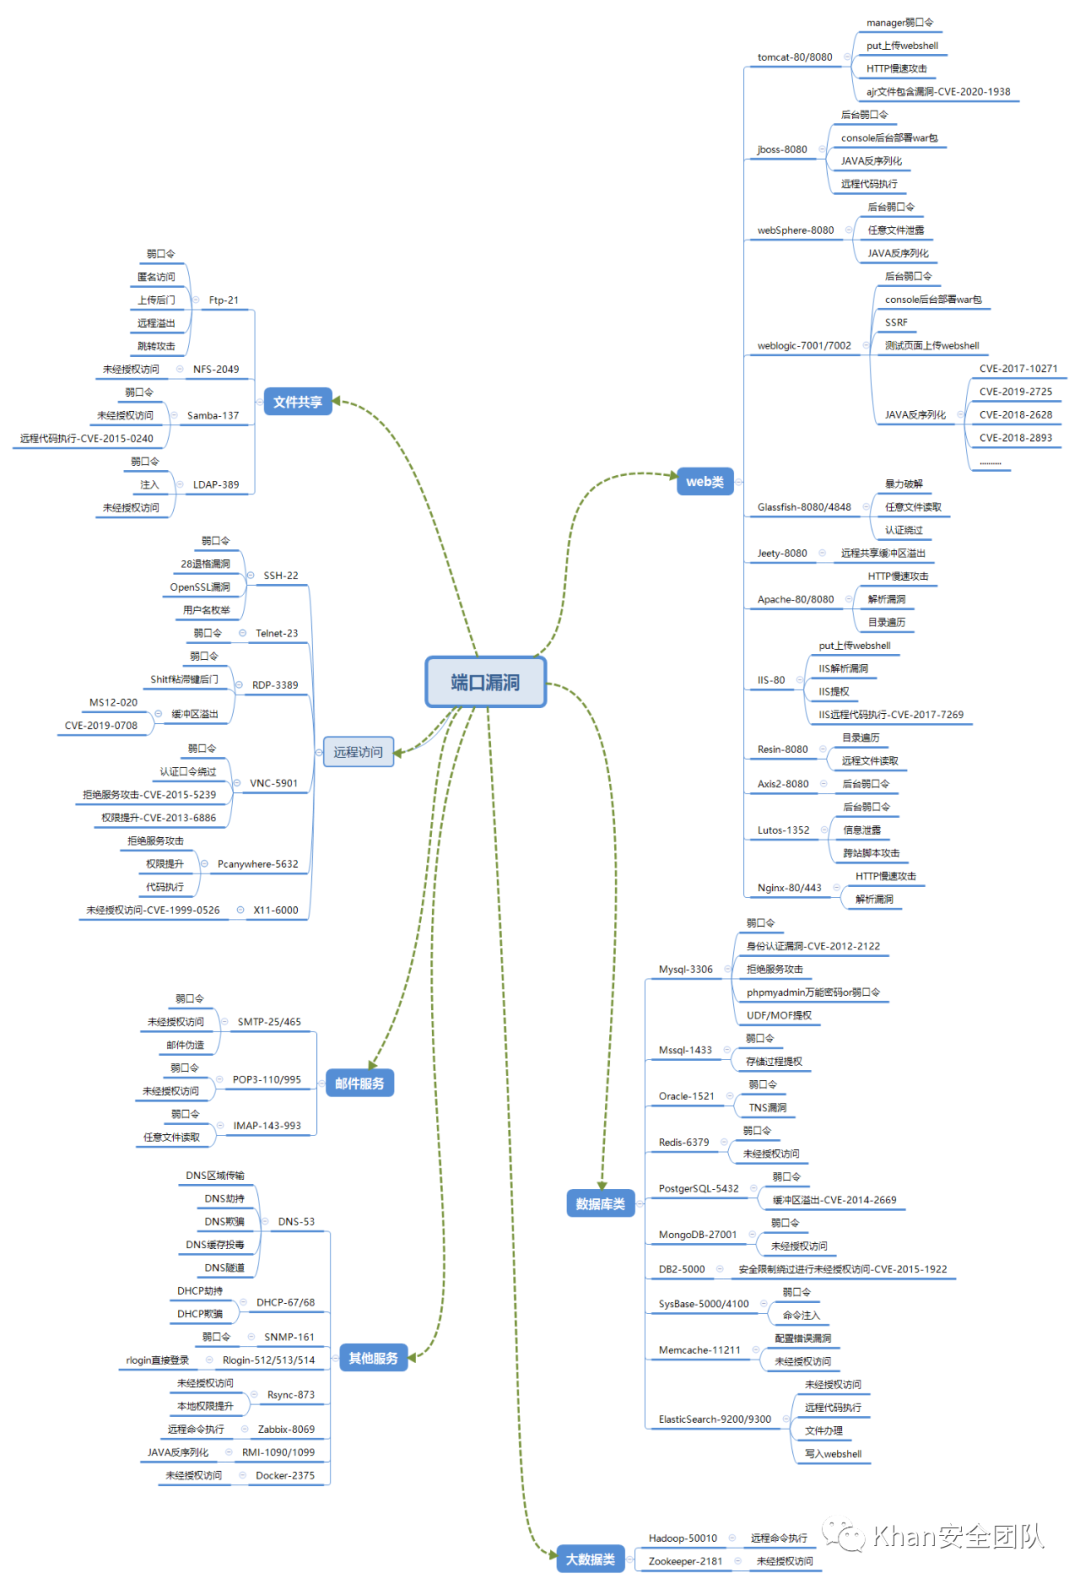 端口漏洞
web类
tomcat-80/8080
manager弱口令
put上传webshell
HTTP慢速攻击
ajr文件包含漏洞-CVE-2020-1938
jboss-8080
后台弱口令
console后台部署war包
JAVA反序列化
远程代码执行
webSphere-8080
后台弱口令
任意文件泄露
JAVA反序列化
weblogic-7001/7002
后台弱口令
console后台部署war包
SSRF
测试页面上传webshell
JAVA反序列化
CVE-2017-10271
CVE-2019-2725
CVE-2018-2628
CVE-2018-2893
..........
Glassfish-8080/4848
暴力破解
任意文件读取
认证绕过
Jeety-8080
远程共享缓冲区溢出
Apache-80/8080
HTTP慢速攻击
解析漏洞
目录遍历
IIS-80
put上传webshell
IIS解析漏洞
IIS提权
IIS远程代码执行-CVE-2017-7269
Resin-8080
目录遍历
远程文件读取
Axis2-8080
后台弱口令
Lutos-1352
后台弱口令
信息泄露
跨站脚本攻击
Nginx-80/443
HTTP慢速攻击
解析漏洞
数据库类
Mysql-3306
弱口令
身份认证漏洞-CVE-2012-2122
拒绝服务攻击
phpmyadmin万能密码or弱口令
UDF/MOF提权
Mssql-1433
弱口令
存储过程提权
Oracle-1521
弱口令
TNS漏洞
Redis-6379
弱口令
未经授权访问
PostgerSQL-5432
弱口令
缓冲区溢出-CVE-2014-2669
MongoDB-27001
弱口令
未经授权访问
DB2-5000
安全限制绕过进行未经授权访问-CVE-2015-1922
SysBase-5000/4100
弱口令
命令注入
Memcache-11211
配置错误漏洞
未经授权访问
ElasticSearch-9200/9300
未经授权访问
远程代码执行
文件办理
写入webshell
大数据类
Hadoop-50010
远程命令执行
Zookeeper-2181
未经授权访问
文件共享
Ftp-21
弱口令
匿名访问
上传后门
远程溢出
跳转攻击
NFS-2049
未经授权访问
Samba-137
弱口令
未经授权访问
远程代码执行-CVE-2015-0240
LDAP-389
弱口令
注入
未经授权访问
远程访问
SSH-22
弱口令
28退格漏洞
OpenSSL漏洞
用户名枚举
Telnet-23
弱口令
RDP-3389
弱口令
Shitf粘滞键后门
缓冲区溢出
MS12-020
CVE-2019-0708
VNC-5901
弱口令
认证口令绕过
拒绝服务攻击-CVE-2015-5239
权限提升-CVE-2013-6886
Pcanywhere-5632
拒绝服务攻击
权限提升
代码执行
X11-6000
未经授权访问-CVE-1999-0526
邮件服务
SMTP-25/465
弱口令
未经授权访问
邮件伪造
POP3-110/995
弱口令
未经授权访问
IMAP-143-993
弱口令
任意文件读取
其他服务
DNS-53
DNS区域传输
DNS劫持
DNS欺骗
DNS缓存投毒
DNS隧道
DHCP-67/68
DHCP劫持
DHCP欺骗
SNMP-161
弱口令
Rlogin-512/513/514
rlogin直接登录
Rsync-873
未经授权访问
本地权限提升
Zabbix-8069
远程命令执行
RMI-1090/1099
JAVA反序列化
Docker-2375
未经授权访问
Khan安全团队